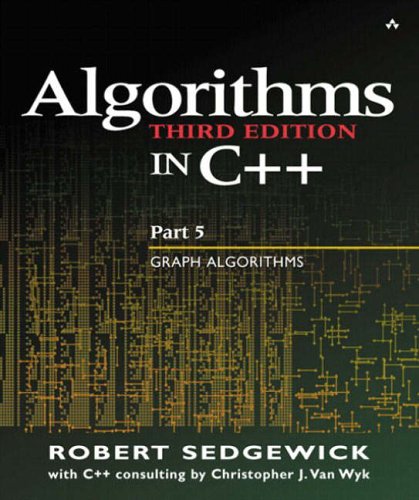 Algorithms
THIRD EDITION
IN C++
Part 5
GRAPH ALGORITHMS
ROBERT SEDGEWICK
with C++ consulting by Christopher J. Van Wyk